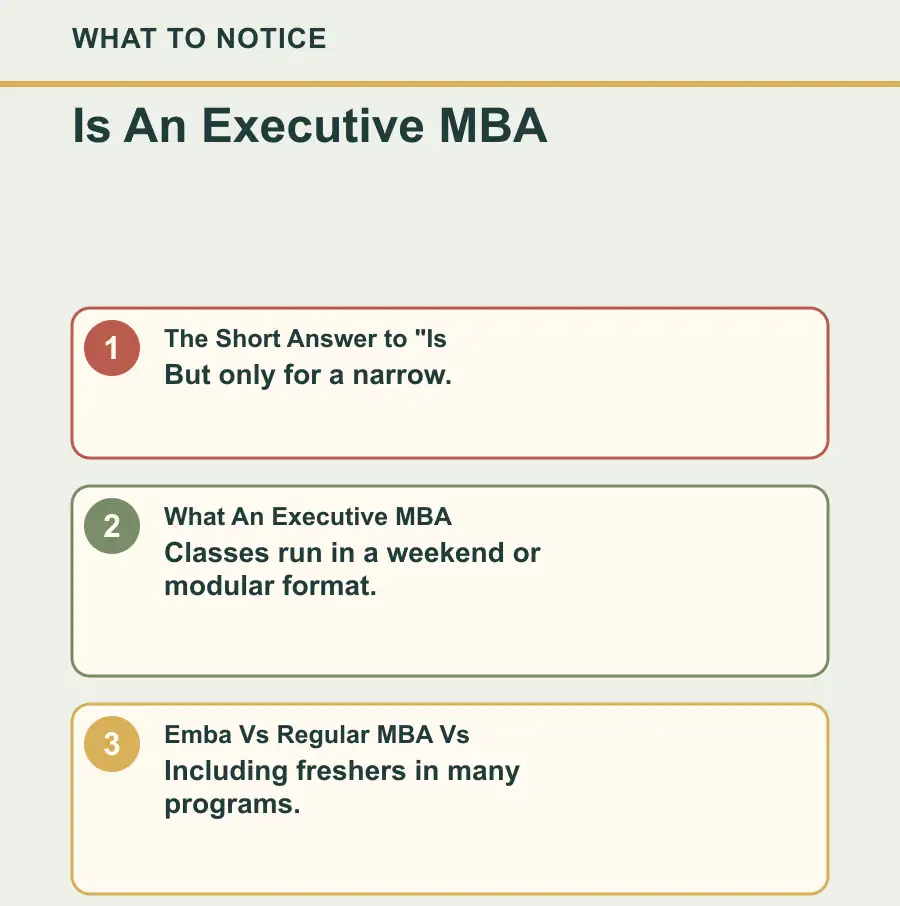 WHAT TO NOTICE
Is An Executive MBA
1
The Short Answer to "Is
But only for a narrow.
2
What An Executive MBA
Classes run in a weekend or
modular format.
3
Emba Vs Regular MBA Vs
Including freshers in many
programs.